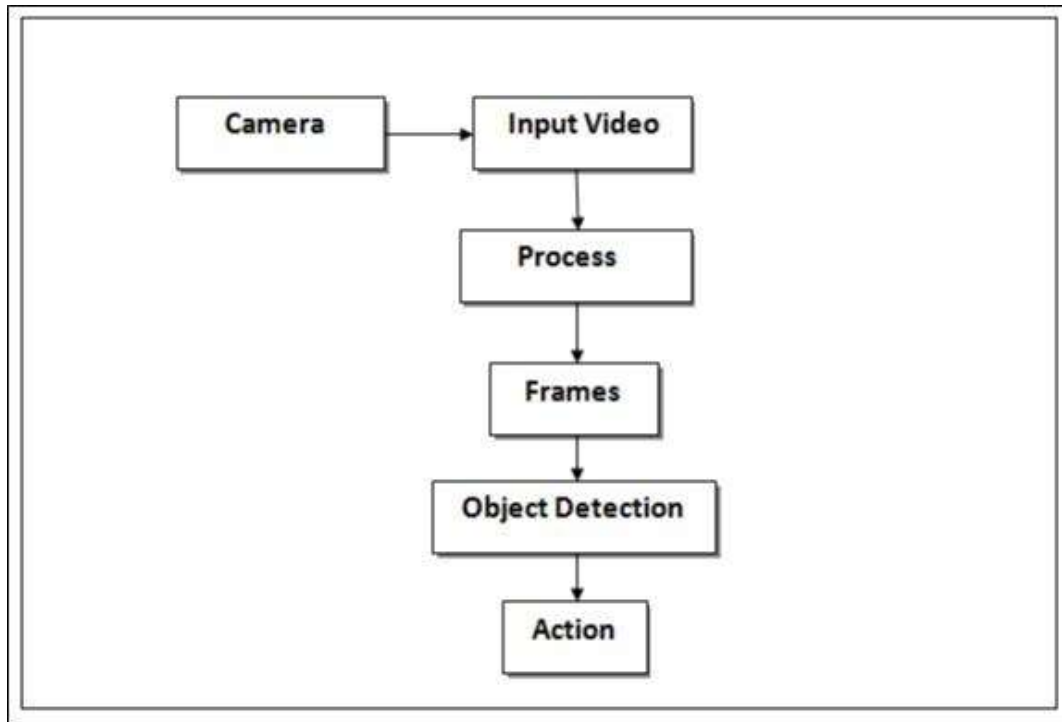 Camera
Input Video
Process
Frames
Object Detection
Action